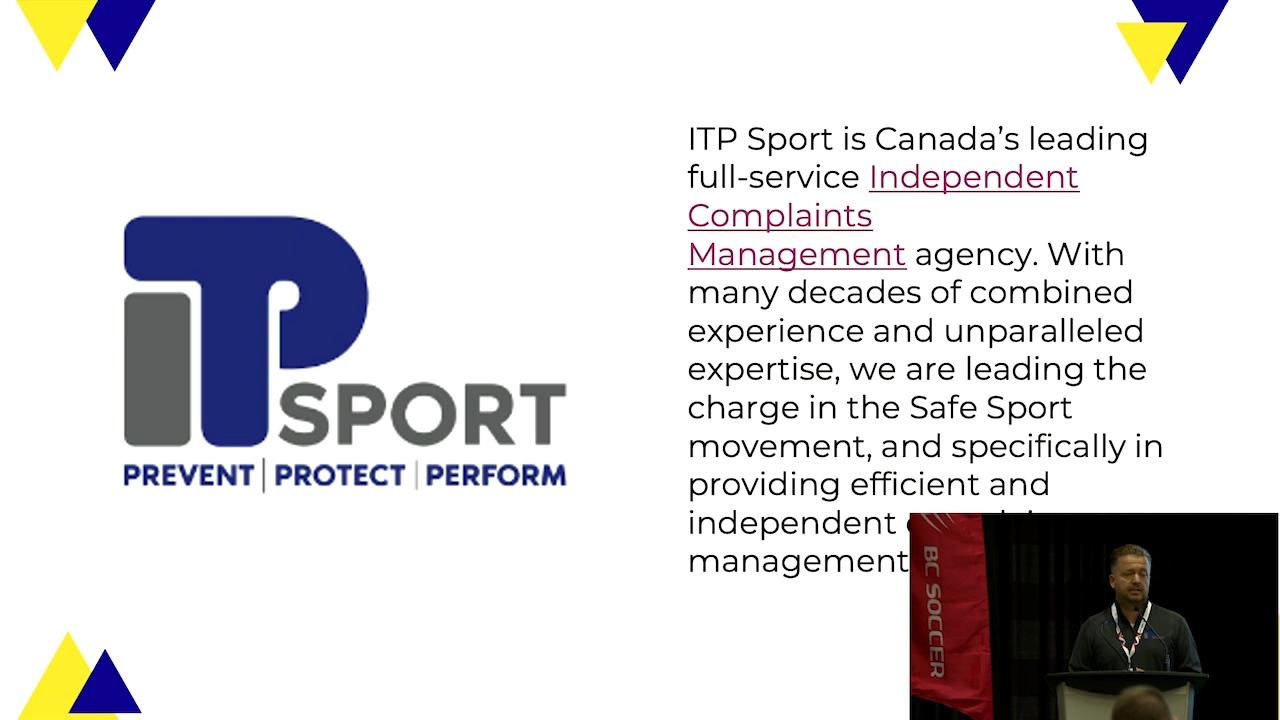 ITP Sport is Canada's leading
full-service Independent
Complaints
Management agency. With
many decades of combined
experience and unparalleled
expertise, we are leading the
charge in the Safe Sport
movement, and specifically in
providing efficient and
independent
management
iTP SPORT
PREVENT | PROTECT | PERFORM
BC SOCCER